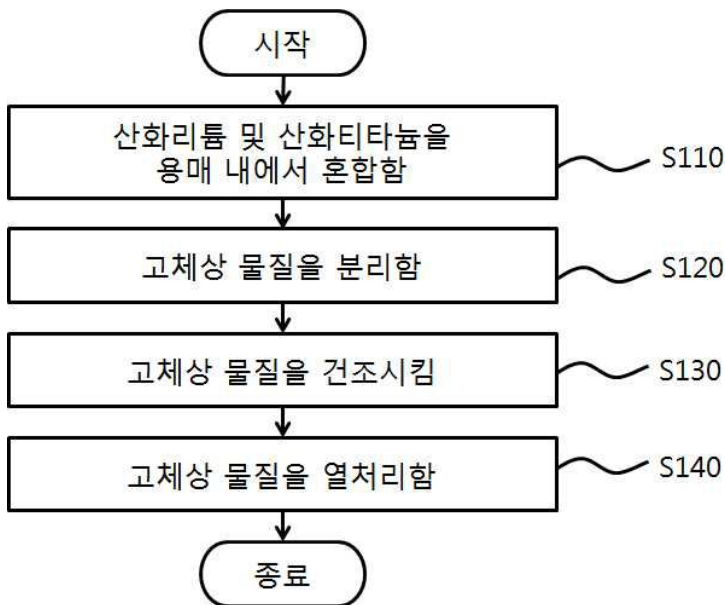 시작
산화리튬 및 산화티타늄을
용매 내에서 혼합함
S110
고체상 물질을 분리함
S120
고체상 물질을 건조시킴
S130
고체상 물질을 열처리함
S140
종료